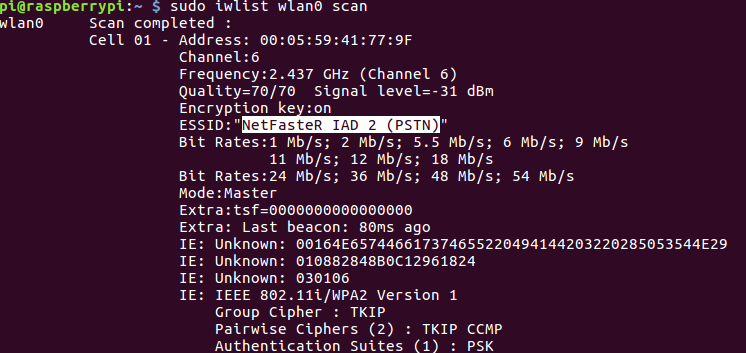 pi@raspberrypi:~ $ sudo iwlist wlan0 scan
wlan0     Scan completed :
          Cell 01 - Address: 00:05:59:41:77:9F
                    Channel:6
                    Frequency:2.437 GHz (Channel 6)
                    Quality=70/70  Signal level=-31 dBm
                    Encryption key:on
                    ESSID:"NetFasteR IAD 2 (PSTN)"
                    Bit Rates:1 Mb/s; 2 Mb/s; 5.5 Mb/s; 6 Mb/s; 9 Mb/s
                              11 Mb/s; 12 Mb/s; 18 Mb/s
                    Bit Rates:24 Mb/s; 36 Mb/s; 48 Mb/s; 54 Mb/s
                    Mode:Master
                    Extra:tsf=0000000000000000
                    Extra: Last beacon: 80ms ago
                    IE: Unknown: 00164E657446617374655220494144203220285053544E29
                    IE: Unknown: 010882848B0C12961824
                    IE: Unknown: 030106
                    IE: IEEE 802.11i/WPA2 Version 1
                        Group Cipher : TKIP
                        Pairwise Ciphers (2) : TKIP CCMP
                        Authentication Suites (1) : PSK